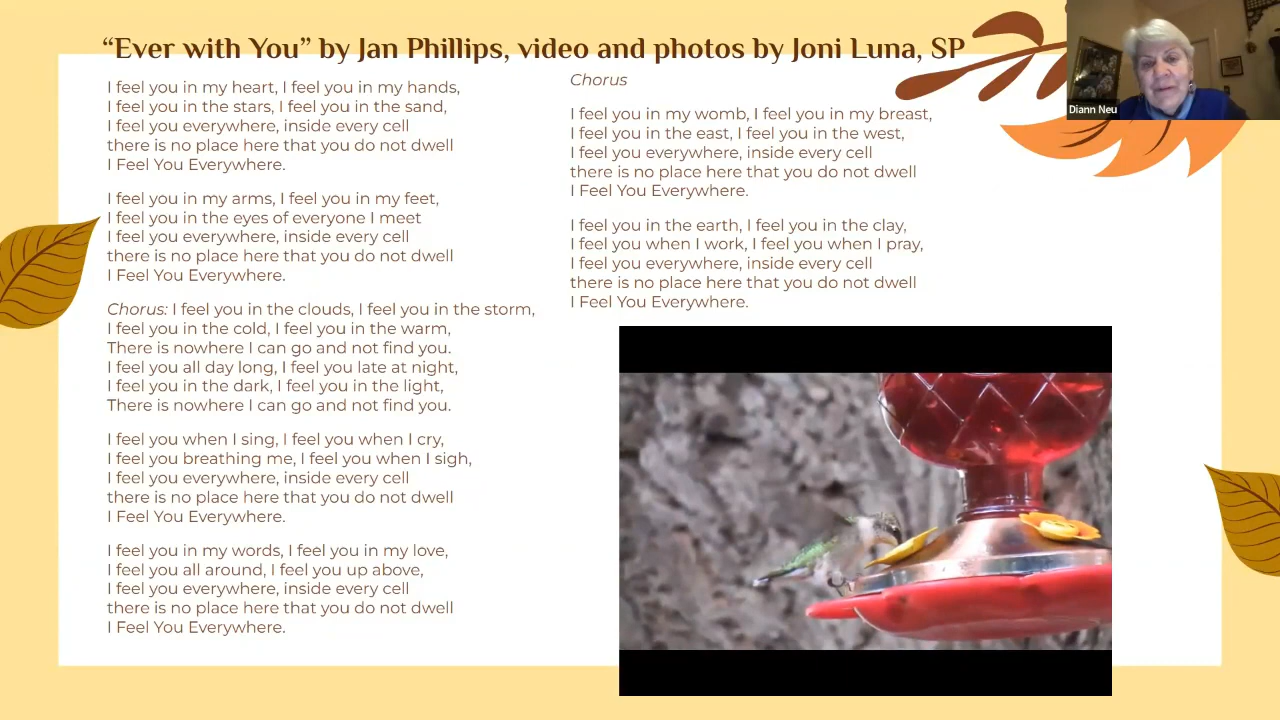 “Ever with You” by Jan Phillips, video and photos by Joni Luna, SP
I feel you in my heart, I feel you in my hands,
I feel you in the stars, I feel you in the sand,
I feel you everywhere, inside every cell
there is no place here that you do not dwell
I Feel You Everywhere.
I feel you in my arms, I feel you in my feet,
I feel you in the eyes of everyone I meet
I feel you everywhere, inside every cell
there is no place here that you do not dwell
I Feel You Everywhere.
Chorus: I feel you in the clouds, I feel you in the storm,
I feel you in the cold, I feel you in the warm,
There is nowhere I can go and not find you.
I feel you all day long, I feel you late at night,
I feel you in the dark, I feel you in the light,
There is nowhere I can go and not find you.
I feel you when I sing, I feel you when I cry,
I feel you breathing me, I feel you when I sigh,
I feel you everywhere, inside every cell
there is no place here that you do not dwell
I Feel You Everywhere.
I feel you in my words, I feel you in my love,
I feel you all around, I feel you up above,
I feel you everywhere, inside every cell
there is no place here that you do not dwell
I Feel You Everywhere.
Chorus
I feel you in my womb, I feel you in my breast,
I feel you in the east, I feel you in the west,
I feel you everywhere, inside every cell
there is no place here that you do not dwell
I Feel You Everywhere.
I feel you in the earth, I feel you in the clay,
I feel you when I work, I feel you when I pray,
I feel you everywhere, inside every cell
there is no place here that you do not dwell
I Feel You Everywhere.
Diann Neu